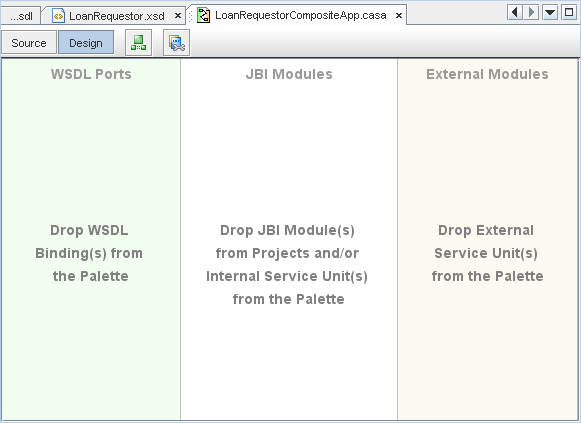 ...sdl LoanRequestor.xsd LoanRequestorCompositeApp.casa
Source Design
WSDL Ports JBI Modules External Modules
Drop WSDL
Binding(s) from
the Palette
Drop JBI Module(s)
from Projects and/or
Internal Service Unit(s)
from the Palette
Drop External
Service Unit(s)
from the Palette